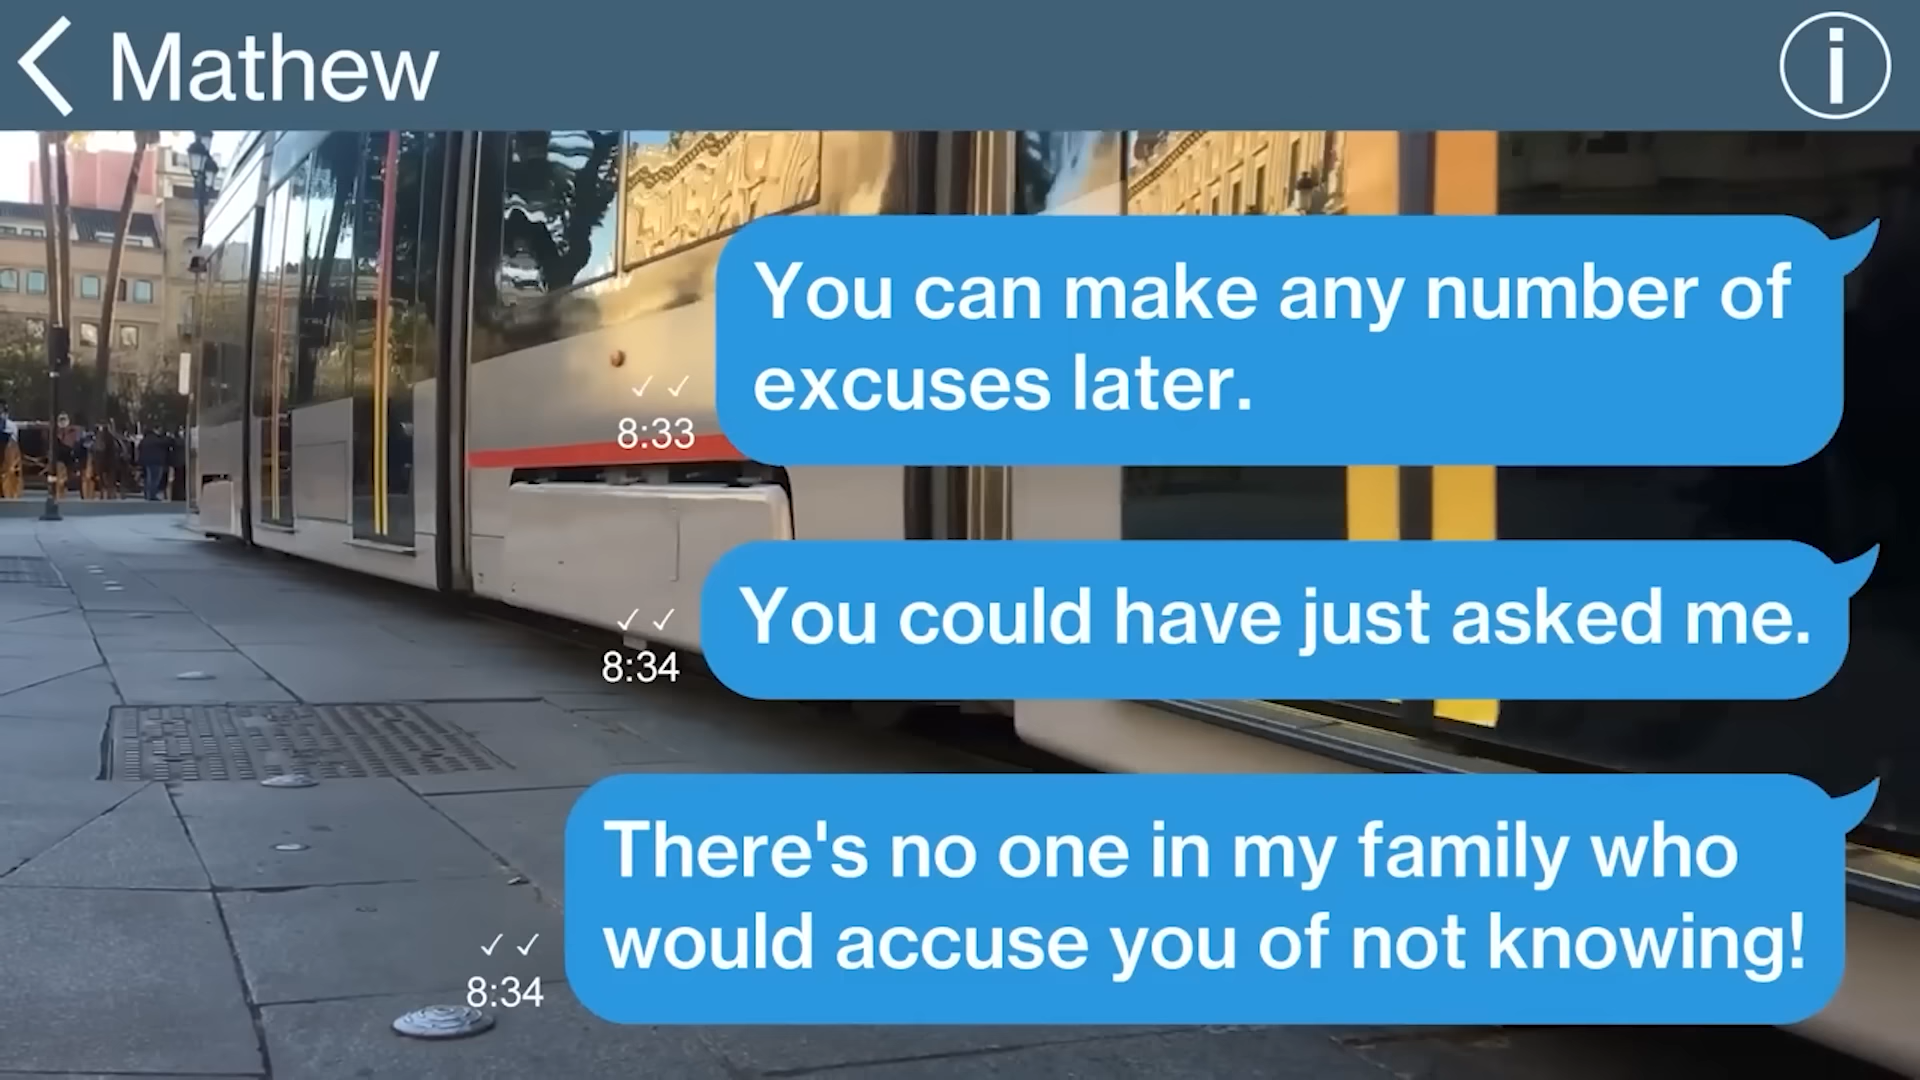 Mathew
You can make any number of
excuses later.
✓ ✓
8:33
You could have just asked me.
✓ ✓
8:34
There's no one in my family who
would accuse you of not knowing!
✓ ✓
8:34